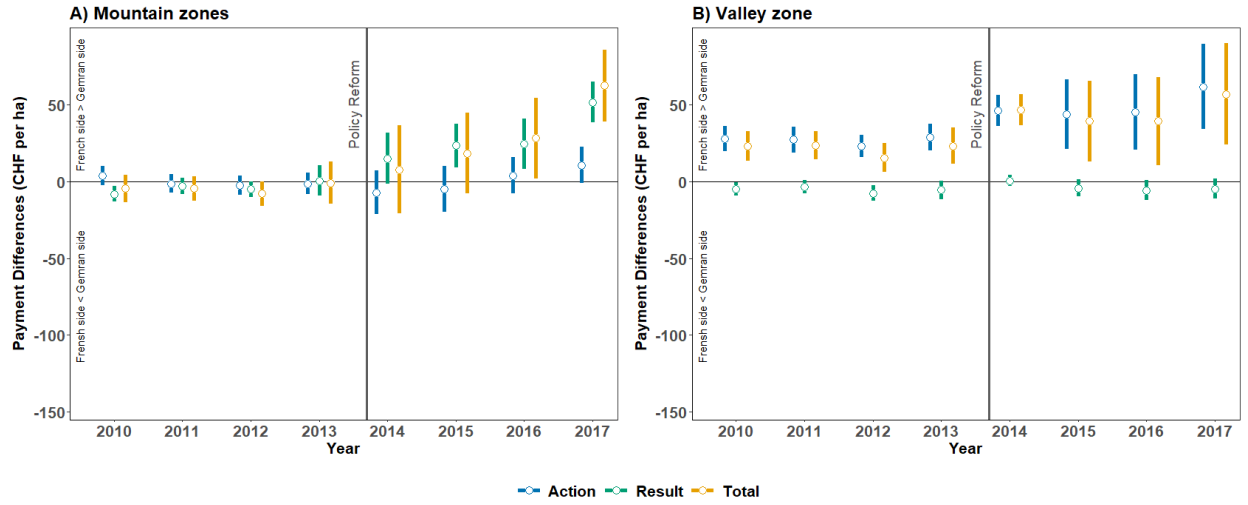 A) Mountain zones
Payment Differences (CHF per ha)
50
0
-50
-100
-150
French side > Gemran side
Frensh side < Gemran side
Policy Reform
2010 2011 2012 2013 2014 2015 2016 2017
Year
B) Valley zone
Payment Differences (CHF per ha)
50
0
-50
-100
-150
French side > Gemran side
Frensh side < Gemran side
Policy Reform
2010 2011 2012 2013 2014 2015 2016 2017
Year
Action Result Total